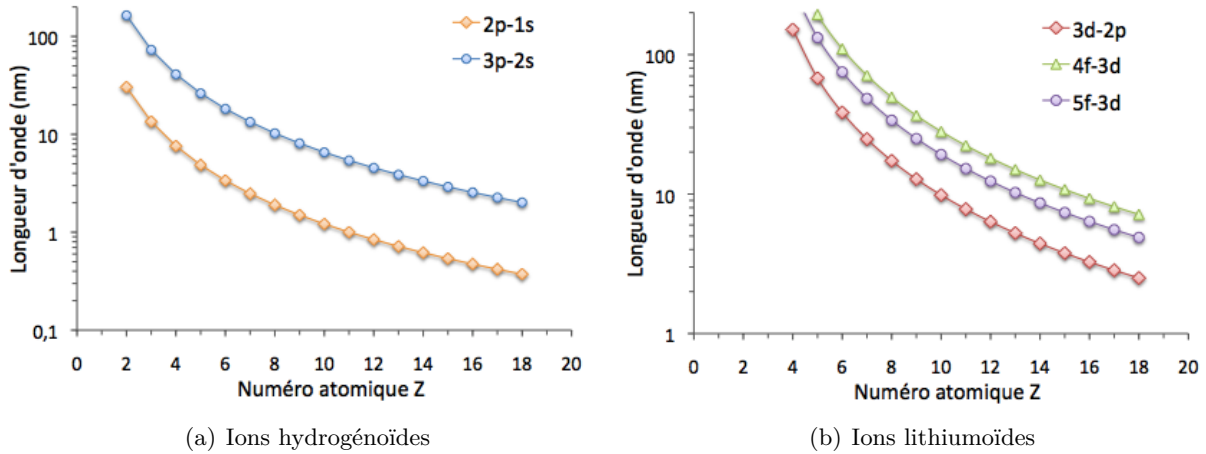 100
10
1
0,1
Longueur d'onde (nm)
2p-1s
3p-2s
0 2 4 6 8 10 12 14 16 18 20
Numéro atomique Z
(a) Ions hydrogénoïdes
100
10
1
Longueur d'onde (nm)
3d-2p
4f-3d
5f-3d
0 2 4 6 8 10 12 14 16 18 20
Numéro atomique Z
(b) Ions lithiumoïdes